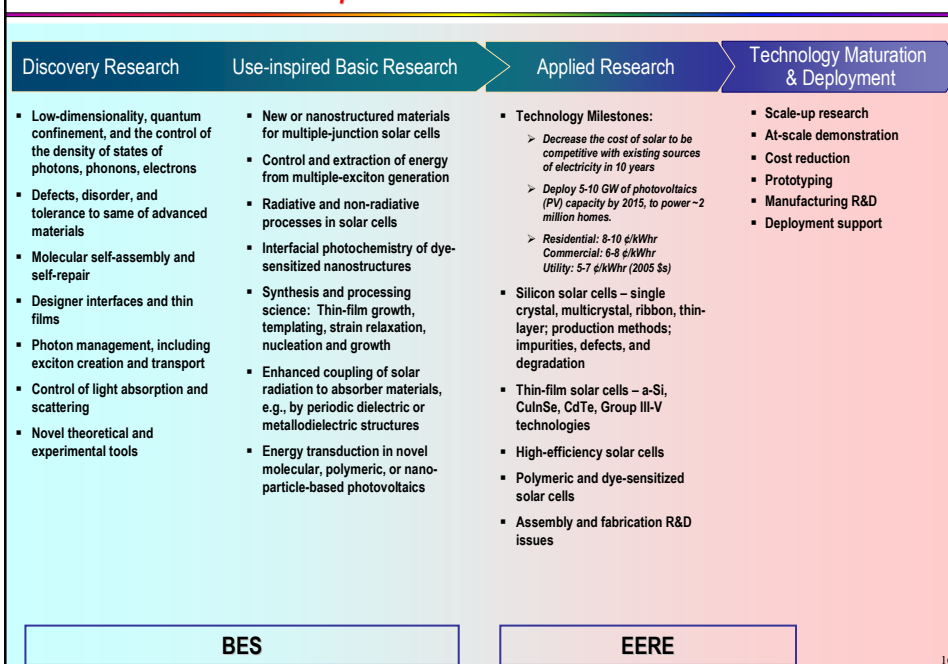 Discovery Research
Use-inspired Basic Research
Applied Research
Technology Maturation
& Deployment
▪ Low-dimensionality, quantum
confinement, and the control of
the density of states of
photons, phonons, electrons
▪ Defects, disorder, and
tolerance to same of advanced
materials
▪ Molecular self-assembly and
self-repair
▪ Designer interfaces and thin
films
▪ Photon management, including
exciton creation and transport
▪ Control of light absorption and
scattering
▪ Novel theoretical and
experimental tools
▪ New or nanostructured materials
for multiple-junction solar cells
▪ Control and extraction of energy
from multiple-exciton generation
▪ Radiative and non-radiative
processes in solar cells
▪ Interfacial photochemistry of dye-
sensitized nanostructures
▪ Synthesis and processing
science: Thin-film growth,
templating, strain relaxation,
nucleation and growth
▪ Enhanced coupling of solar
radiation to absorber materials,
e.g., by periodic dielectric or
metallodielectric structures
▪ Energy transduction in novel
molecular, polymeric, or nano-
particle-based photovoltaics
▪ Technology Milestones:
➢ Decrease the cost of solar to be
competitive with existing sources
of electricity in 10 years
➢ Deploy 5-10 GW of photovoltaics
(PV) capacity by 2015, to power ~2
million homes.
➢ Residential: 8-10 ¢/kWhr
Commercial: 6-8 ¢/kWhr
Utility: 5-7 ¢/kWhr (2005 $s)
▪ Silicon solar cells – single
crystal, multicrystal, ribbon, thin-
layer; production methods;
impurities, defects, and
degradation
▪ Thin-film solar cells – a-Si,
CuInSe, CdTe, Group III-V
technologies
▪ High-efficiency solar cells
▪ Polymeric and dye-sensitized
solar cells
▪ Assembly and fabrication R&D
issues
▪ Scale-up research
▪ At-scale demonstration
▪ Cost reduction
▪ Prototyping
▪ Manufacturing R&D
▪ Deployment support
BES
EERE